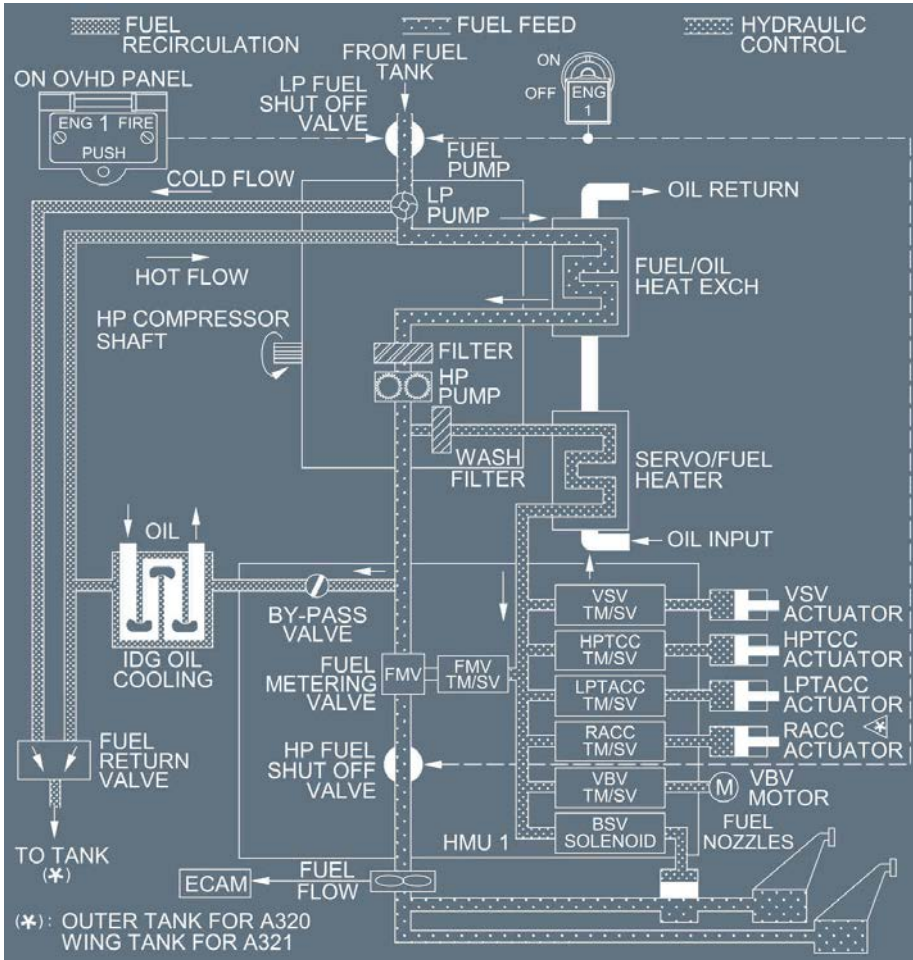 FUEL
RECIRCULATION
FUEL FEED
HYDRAULIC
CONTROL
FROM FUEL
TANK
ON OVHD PANEL
ENG 1 FIRE
PUSH
LP FUEL
SHUT OFF
VALVE
ON
OFF
ENG
1
FUEL
PUMP
COLD FLOW
LP
PUMP
OIL RETURN
HOT FLOW
FUEL/OIL
HEAT EXCH
HP COMPRESSOR
SHAFT
FILTER
HP
PUMP
WASH
FILTER
SERVO/FUEL
HEATER
OIL
OIL INPUT
BY-PASS
VALVE
IDG OIL
COOLING
FUEL
METERING
VALVE
FMV
FMV
TM/SV
VSV
TM/SV
VSV
ACTUATOR
HPTCC
TM/SV
HPTCC
ACTUATOR
LPTACC
TM/SV
LPTACC
ACTUATOR
RACC
TM/SV
RACC
ACTUATOR
VBV
TM/SV
M
VBV
MOTOR
BSV
SOLENOID
FUEL
NOZZLES
FUEL
RETURN
VALVE
HP FUEL
SHUT OFF
VALVE
HMU 1
TO TANK
(*)
ECAM
FUEL
FLOW
(*): OUTER TANK FOR A320
WING TANK FOR A321